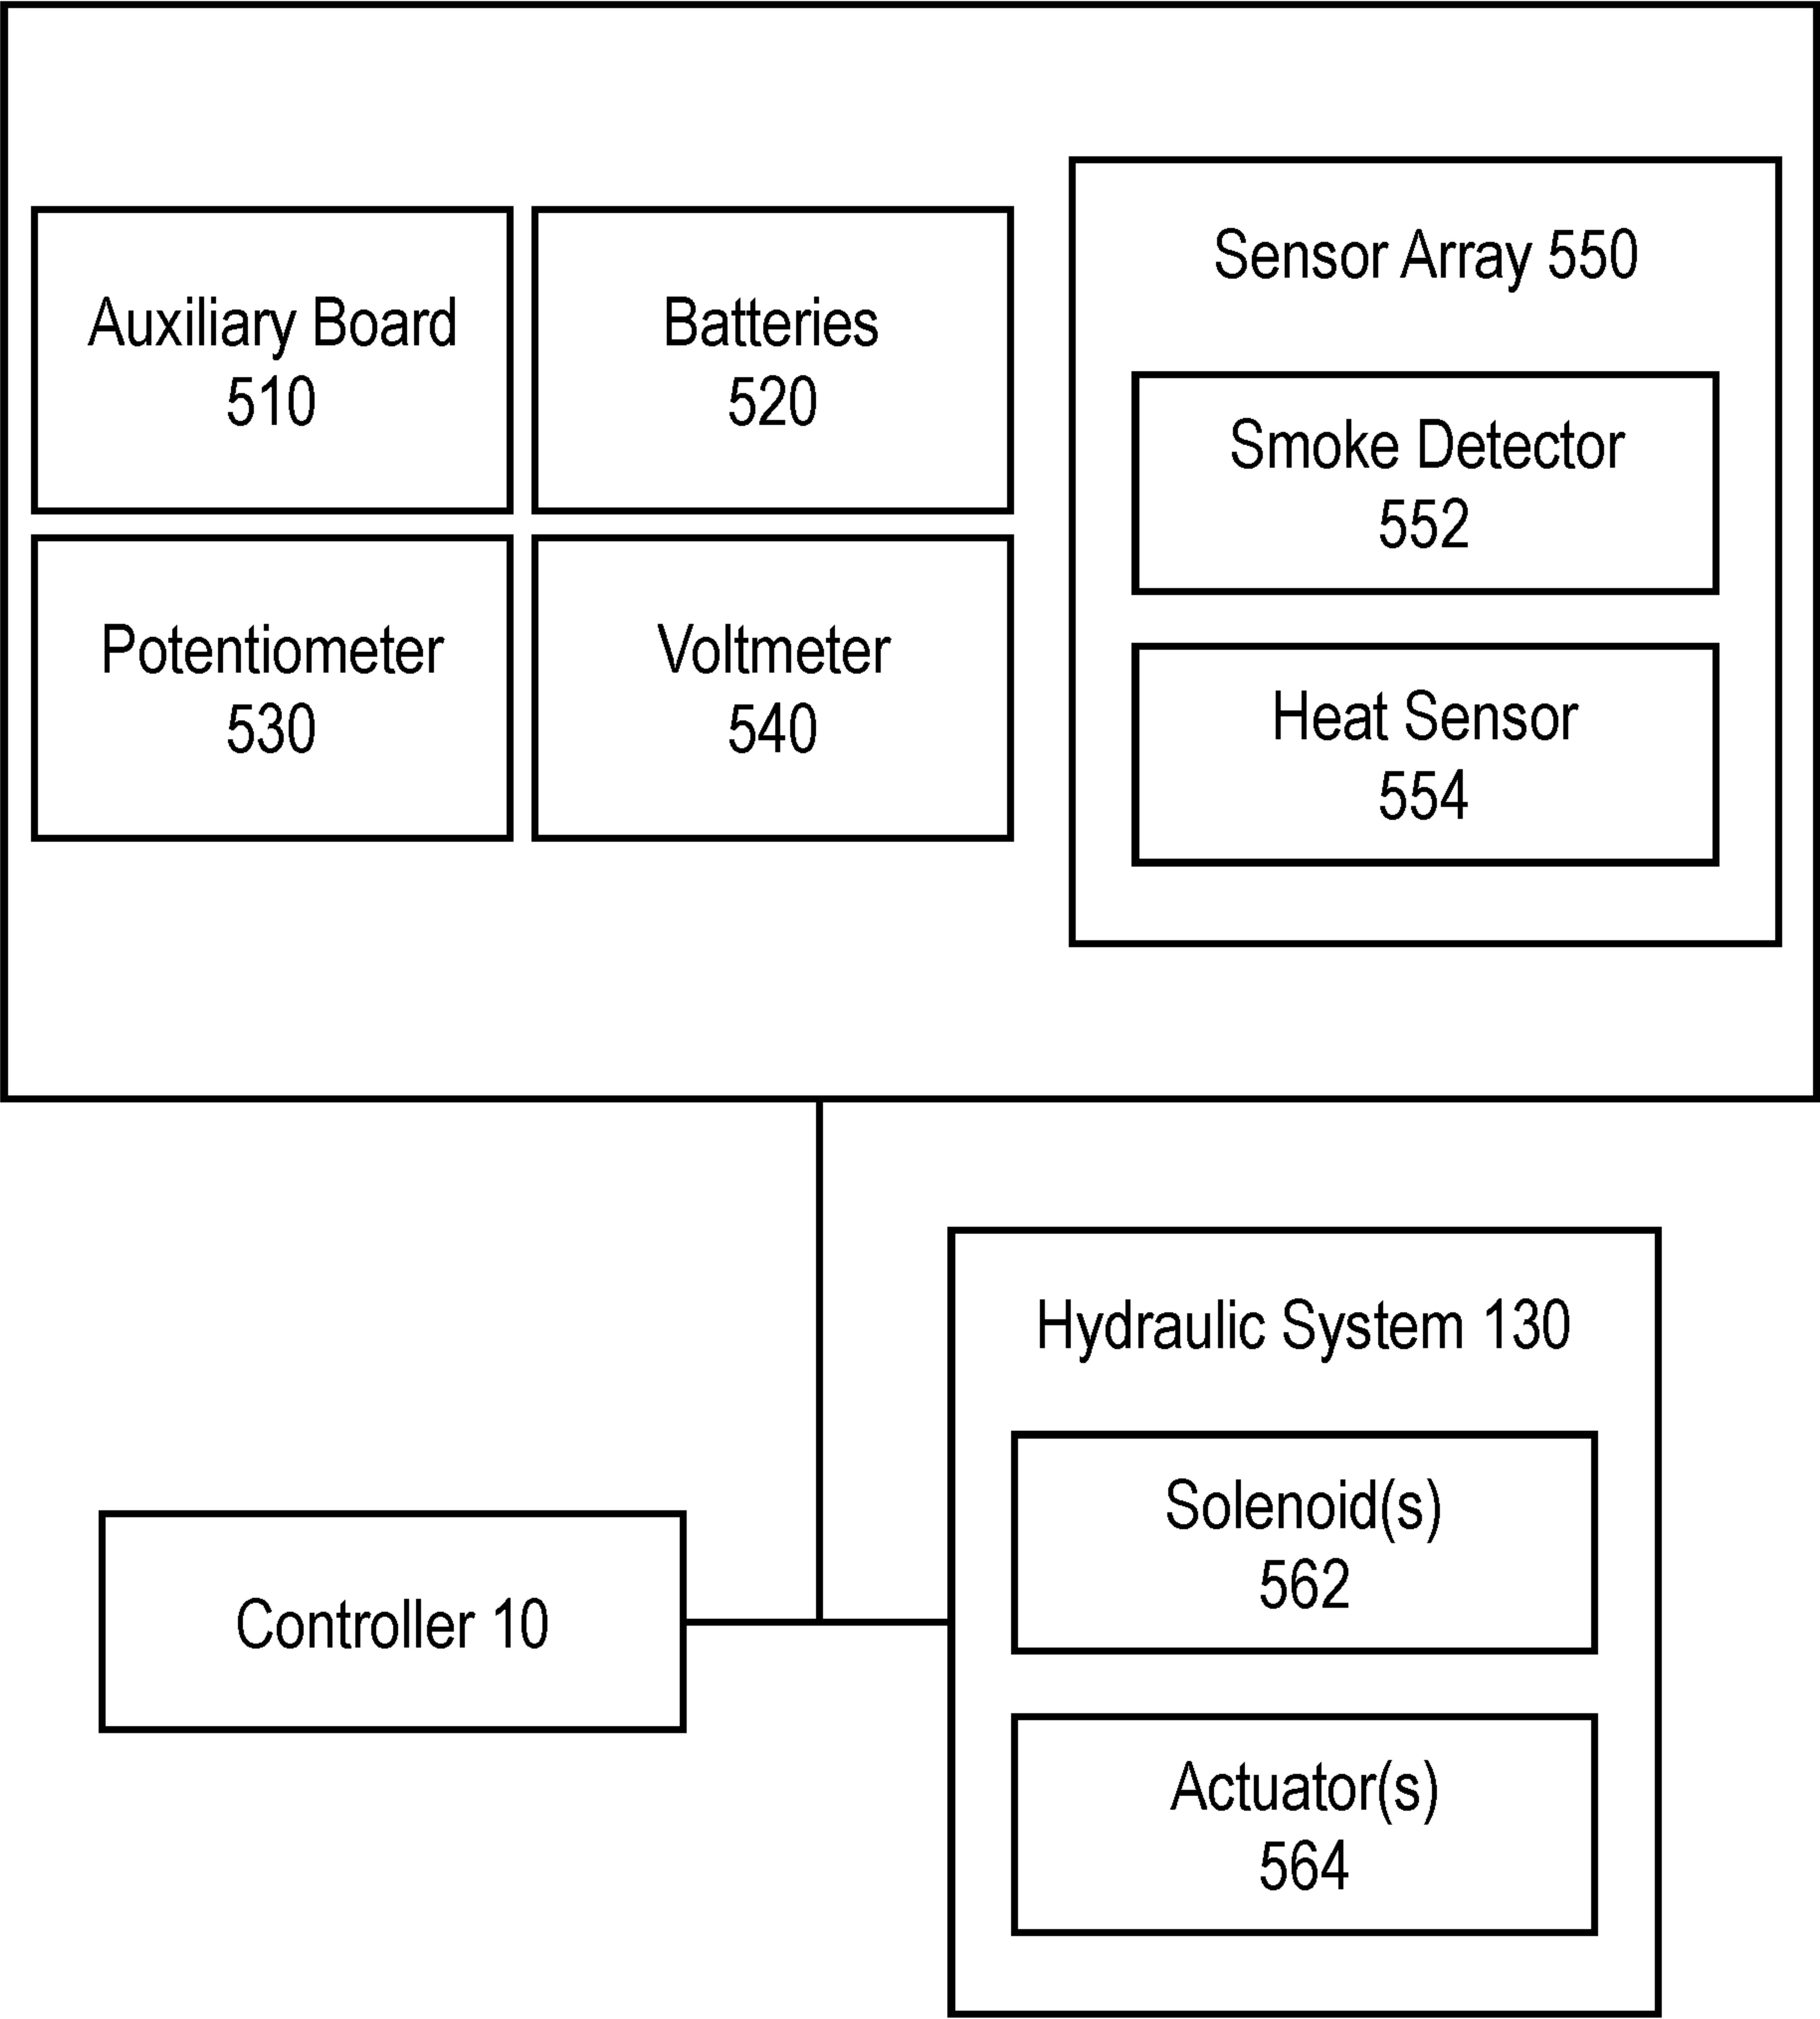 Auxiliary Board
510
Batteries
520
Potentiometer
530
Voltmeter
540
Sensor Array 550
Smoke Detector
552
Heat Sensor
554
Controller 10
Hydraulic System 130
Solenoid(s)
562
Actuator(s)
564